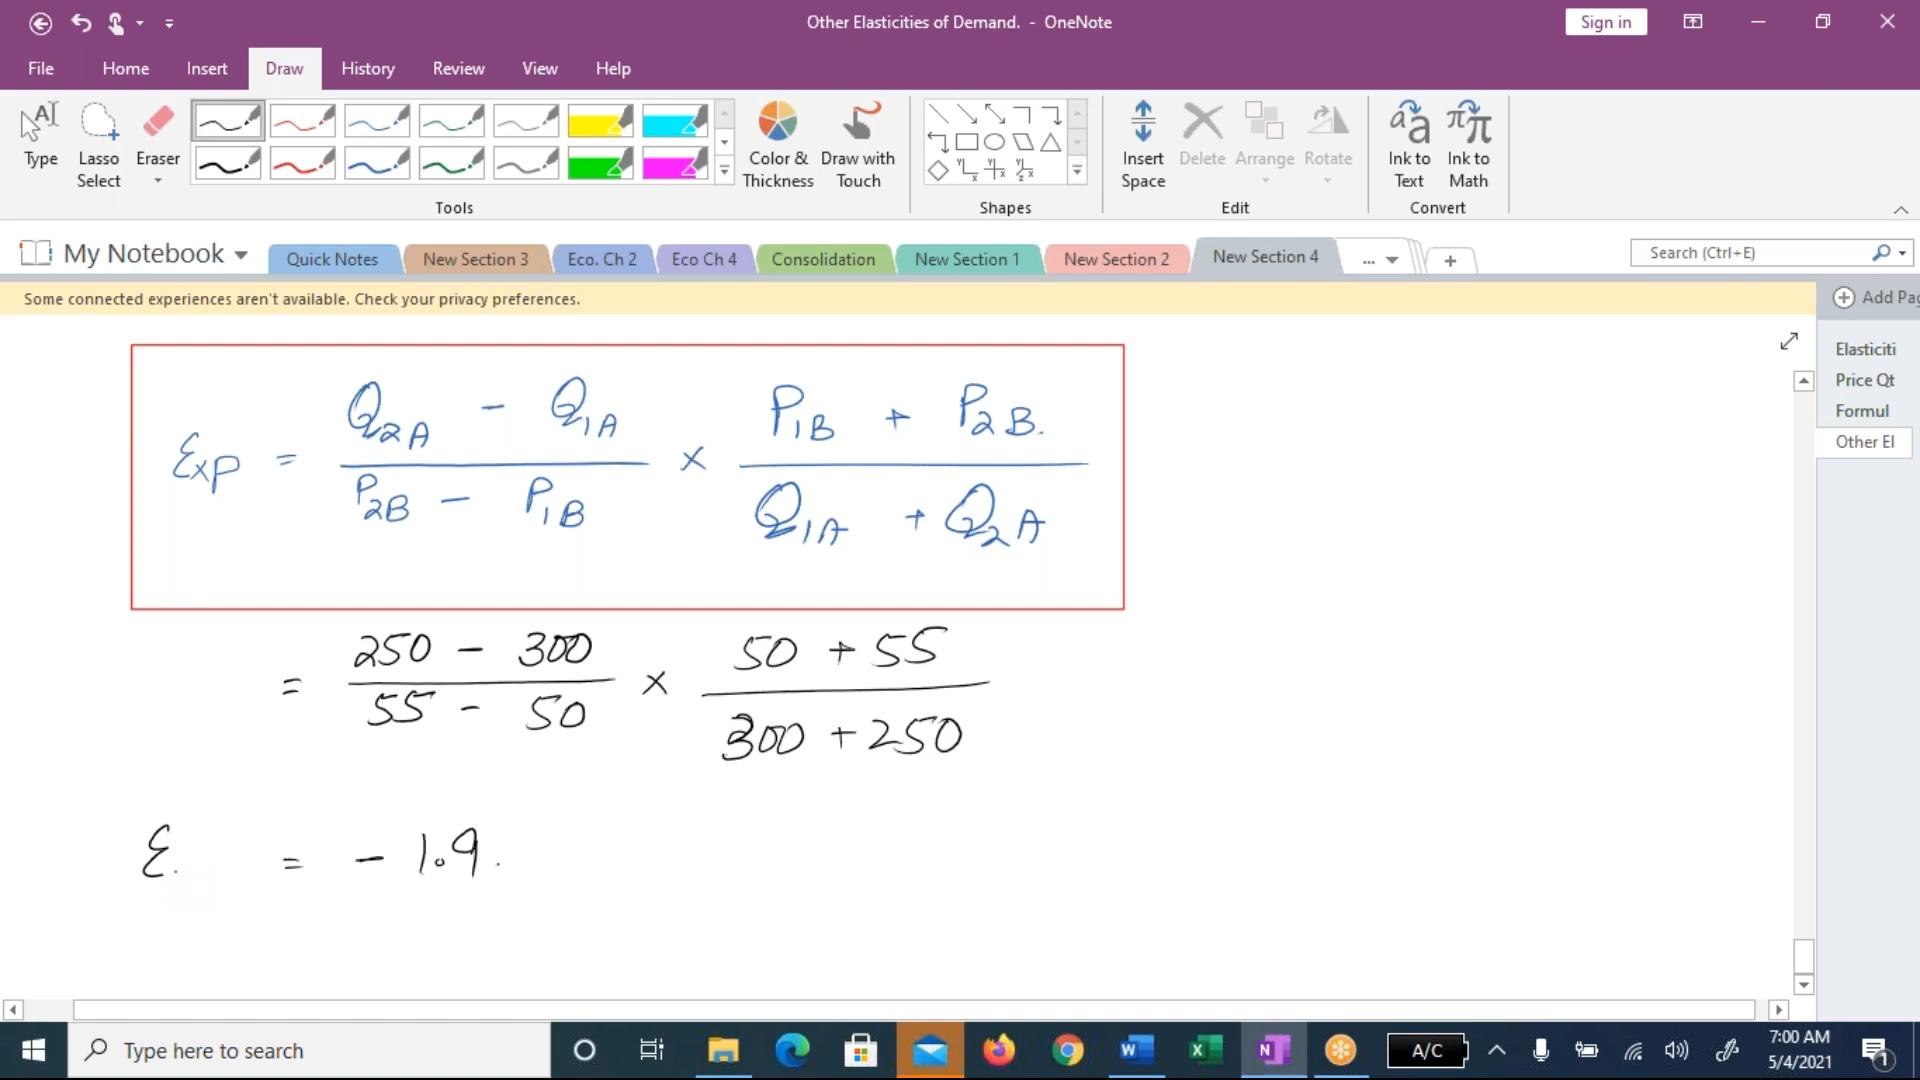 Other Elasticities of Demand. - OneNote
Sign in
File Home Insert Draw History Review View Help
Type
Lasso Select
Eraser
Color & Thickness
Draw with Touch
Insert Space
Delete
Arrange
Rotate
Ink to Text
Ink to Math
Tools Shapes Edit Convert
My Notebook Quick Notes New Section 3 Eco. Ch 2 Eco Ch 4 Consolidation New Section 1 New Section 2 New Section 4 ... + Search (Ctrl+E)
Some connected experiences aren't available. Check your privacy preferences.
Add Pag
Elasticiti
Price Qt
Formul
Other El
Q2A - Q1A P1B + P2B.
Exp = ×
P2B - P1B Q1A + Q2A
250 - 300 50 + 55
= ×
55 - 50 300 + 250
E. = - 1.9.
Type here to search
A/C
7:00 AM
5/4/2021
1